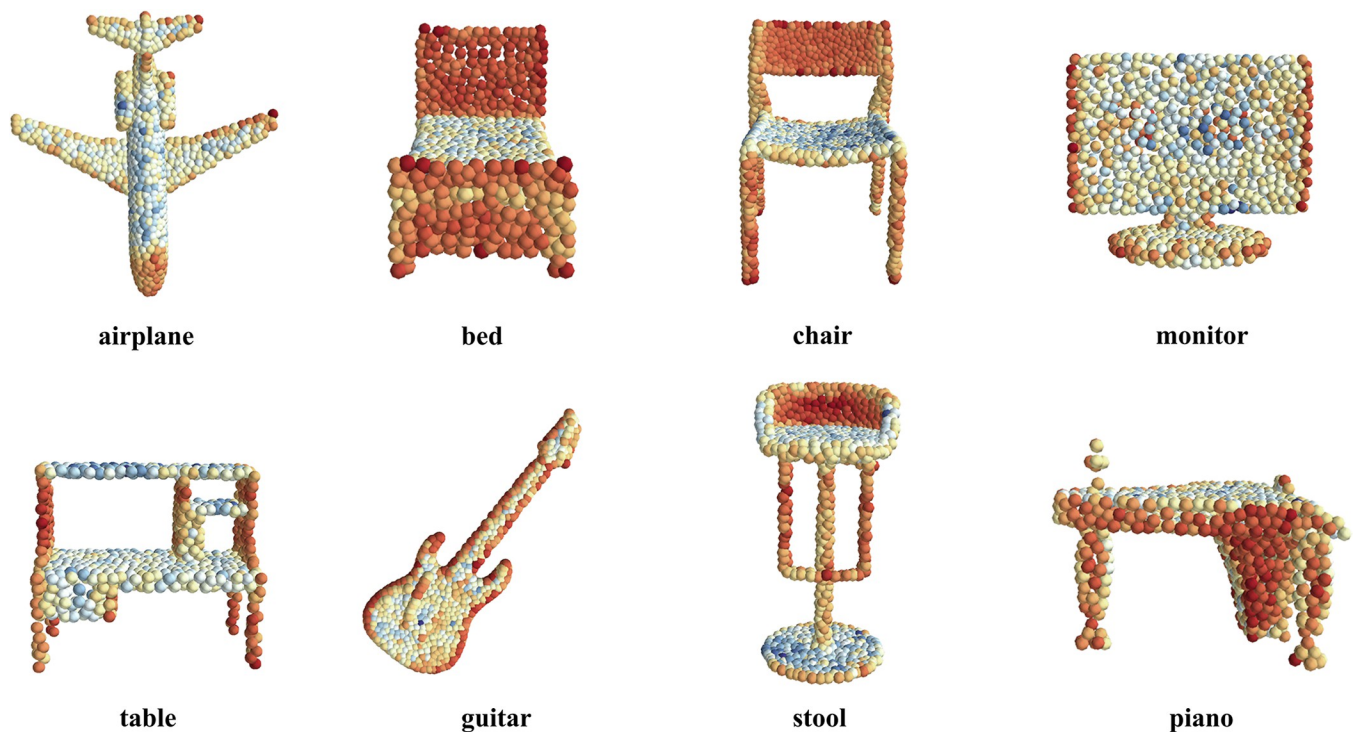 airplane
bed
chair
monitor
table
guitar
stool
piano